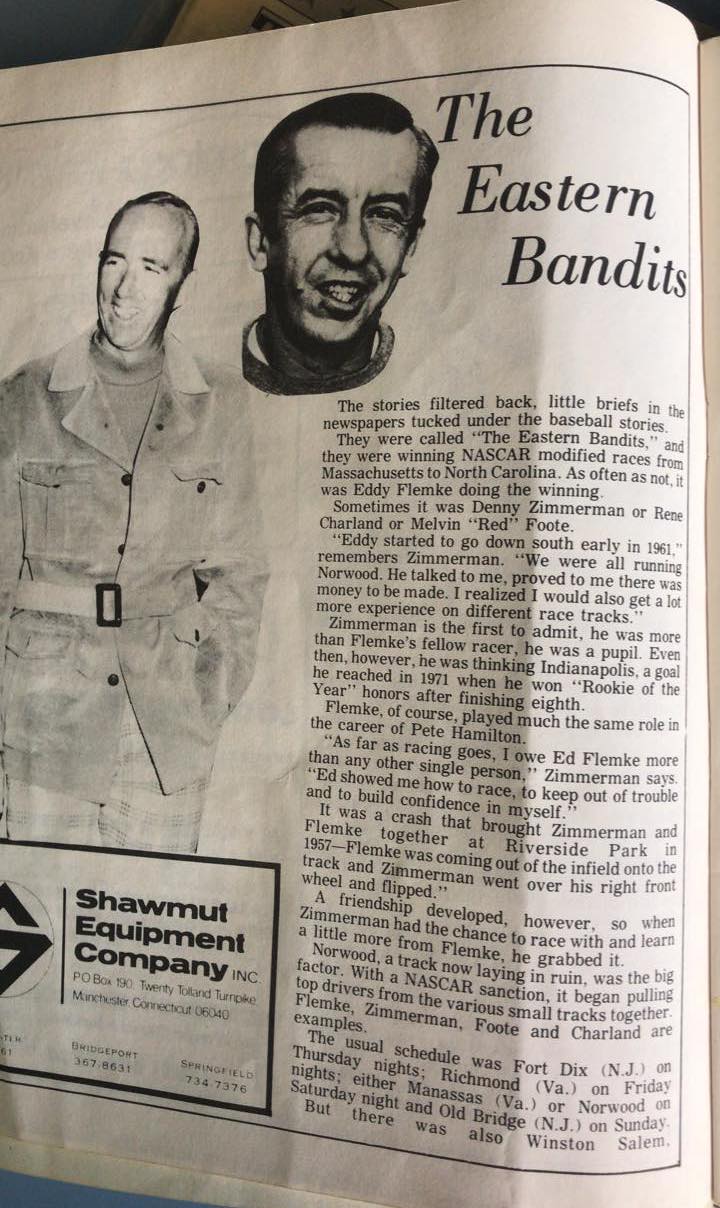 The
Eastern
Bandits
The stories filtered back, little briefs in the
newspapers tucked under the baseball stories.
They were called "The Eastern Bandits," and
they were winning NASCAR modified races from
Massachusetts to North Carolina. As often as not, it
was Eddy Flemke doing the winning.
Sometimes it was Denny Zimmerman or Rene
Charland or Melvin "Red" Foote.
"Eddy started to go down south early in 1961,"
remembers Zimmerman. "We were all running
Norwood. He talked to me, proved to me there was
money to be made. I realized I would also get a lot
more experience on different race tracks."
Zimmerman is the first to admit, he was more
than Flemke's fellow racer, he was a pupil. Even
then, however, he was thinking Indianapolis, a goal
he reached in 1971 when he won "Rookie of the
Year" honors after finishing eighth.
Flemke, of course, played much the same role in
the career of Pete Hamilton.
"As far as racing goes, I owe Ed Flemke more
than any other single person," Zimmerman says.
"Ed showed me how to race, to keep out of trouble
and to build confidence in myself."
It was a crash that brought Zimmerman and
Flemke together at Riverside Park in
1957—Flemke was coming out of the infield onto the
track and Zimmerman went over his right front
wheel and flipped."
A friendship developed, however, so when
Zimmerman had the chance to race with and learn
a little more from Flemke, he grabbed it.
Norwood, a track now laying in ruin, was the big
factor. With a NASCAR sanction, it began pulling
top drivers from the various small tracks together.
Flemke, Zimmerman, Foote and Charland are
examples.
The usual schedule was Fort Dix (N.J.) on
Thursday nights; Richmond (Va.) on Friday
nights; either Manassas (Va.) or Norwood on
Saturday night and Old Bridge (N.J.) on Sunday.
But there was also Winston Salem,
Shawmut
Equipment
Company INC.
PO Box 190 Twenty Tolland Turnpike
Manchester, Connecticut 06040
61
BRIDGEPORT
367-8631
SPRINGFIELD
734-7376